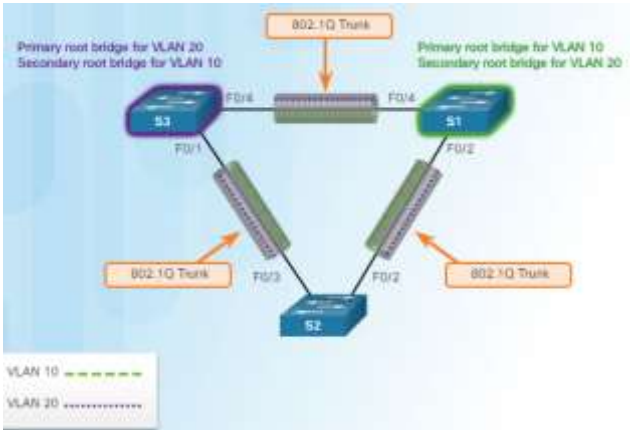 802.1Q Trunk
Primary root bridge for VLAN 20
Secondary root bridge for VLAN 10
Primary root bridge for VLAN 10
Secondary root bridge for VLAN 20
F0/4
F0/4
S3
S1
F0/1
F0/2
802.1Q Trunk
F0/3
F0/2
802.1Q Trunk
S2
VLAN 10
VLAN 20